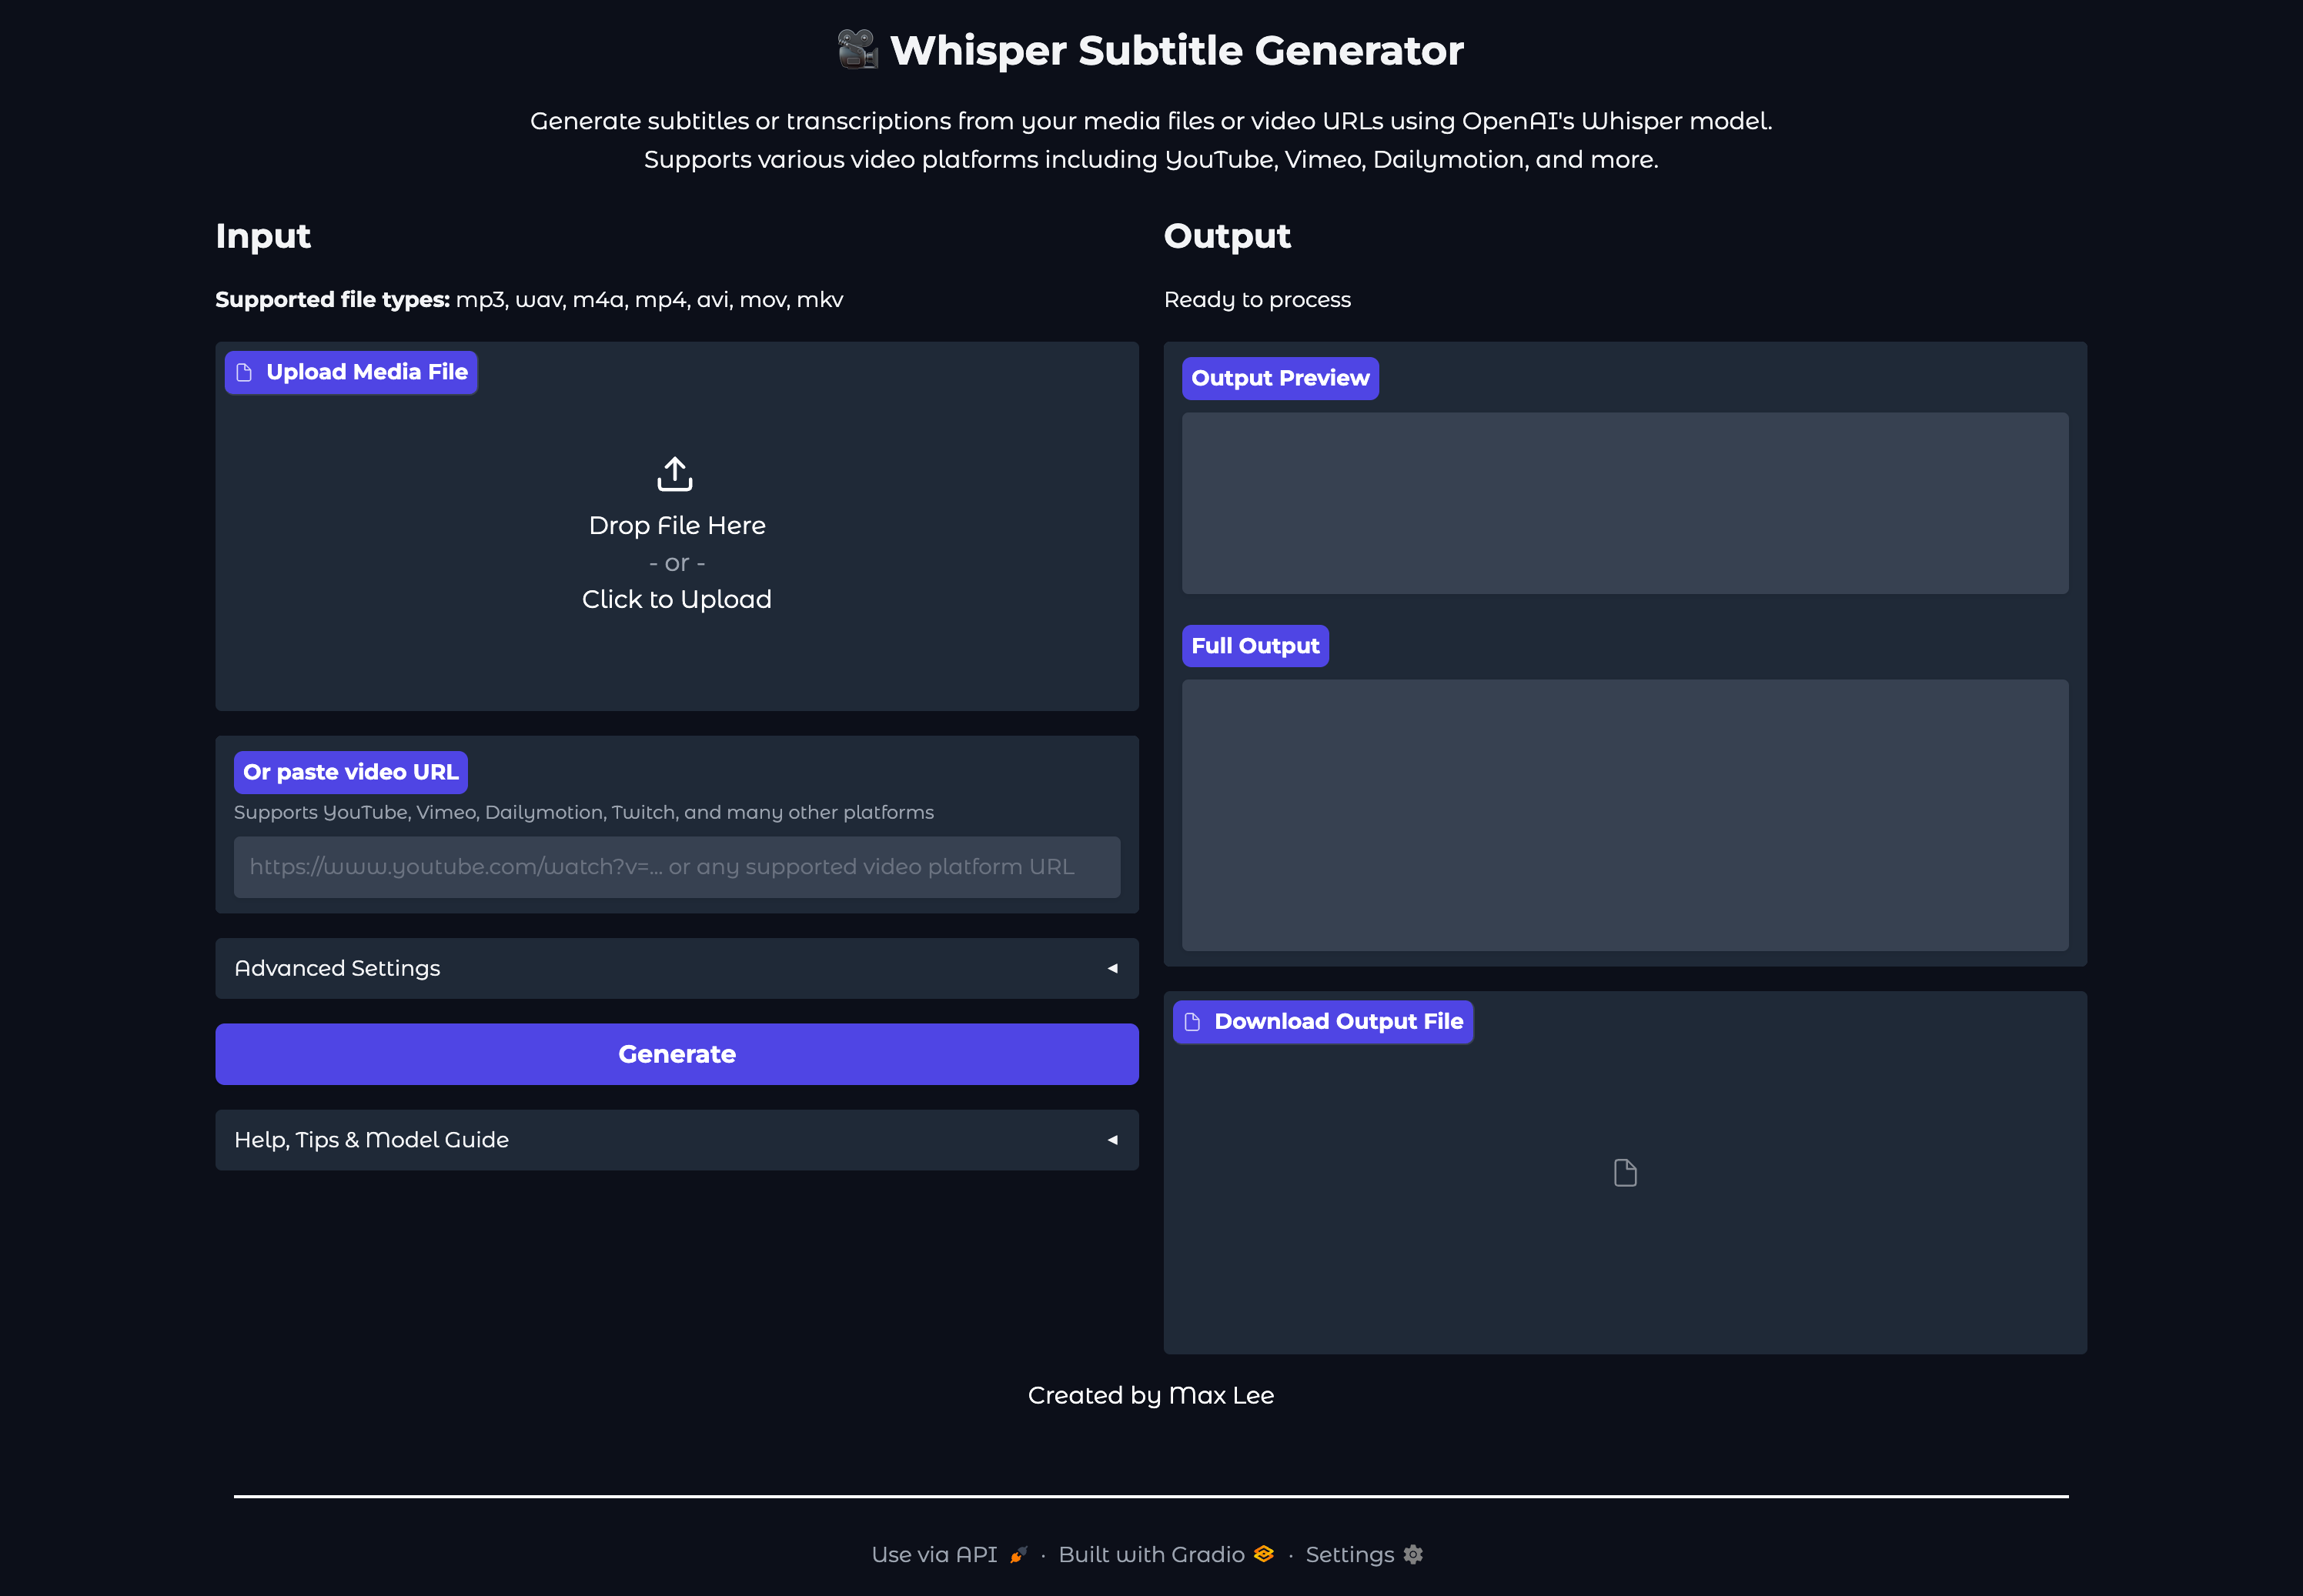 Whisper Subtitle Generator
Generate subtitles or transcriptions from your media files or video URLs using OpenAI's Whisper model.
Supports various video platforms including YouTube, Vimeo, Dailymotion, and more.
Input
Supported file types: mp3, wav, m4a, mp4, avi, mov, mkv
Upload Media File
Drop File Here
- or -
Click to Upload
Or paste video URL
Supports YouTube, Vimeo, Dailymotion, Twitch, and many other platforms
https://www.youtube.com/watch?v=... or any supported video platform URL
Advanced Settings
Generate
Help, Tips & Model Guide
Output
Ready to process
Output Preview
Full Output
Download Output File
Created by Max Lee
Use via API · Built with Gradio · Settings